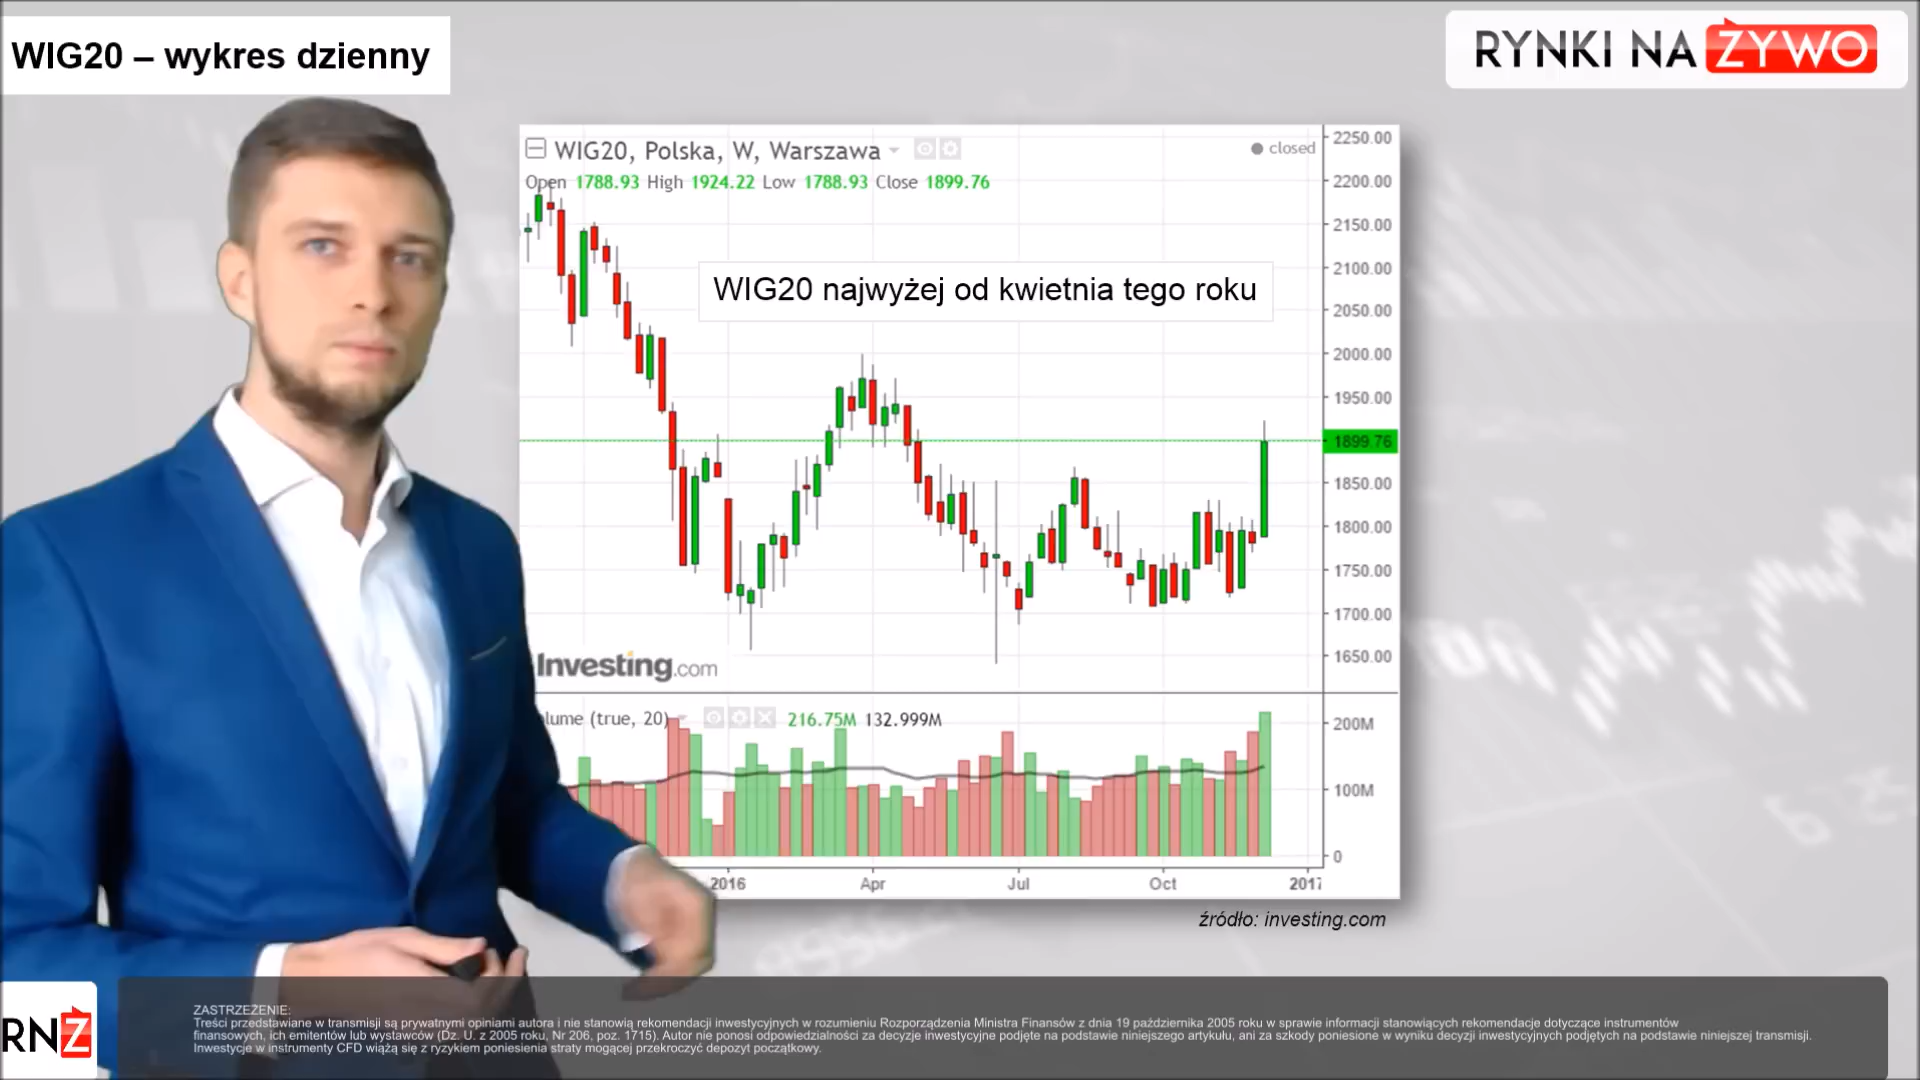 WIG20 – wykres dzienny
RYNKI NA ŻYWO
WIG20, Polska, W, Warszawa
closed
Open 1788.93 High 1924.22 Low 1788.93 Close 1899.76
WIG20 najwyżej od kwietnia tego roku
2250.00
2200.00
2150.00
2100.00
2050.00
2000.00
1950.00
1899.76
1850.00
1800.00
1750.00
1700.00
1650.00
Investing.com
lume (true, 20) 216.75M 132.999M
200M
100M
0
2016 Apr Jul Oct 2017
źródło: investing.com
RNŻ
ZASTRZEŻENIE:
Treści przedstawiane w transmisji są prywatnymi opiniami autora i nie stanowią rekomendacji inwestycyjnych w rozumieniu Rozporządzenia Ministra Finansów z dnia 19 października 2005 roku w sprawie informacji stanowiących rekomendacje dotyczące instrumentów
finansowych, ich emitentów lub wystawców (Dz. U. z 2005 roku, Nr 206, poz. 1715). Autor nie ponosi odpowiedzialności za decyzje inwestycyjne podjęte na podstawie niniejszego artykułu, ani za szkody poniesione w wyniku decyzji inwestycyjnych podjętych na podstawie niniejszej transmisji.
Inwestycje w instrumenty CFD wiążą się z ryzykiem poniesienia straty mogącej przekroczyć depozyt początkowy.